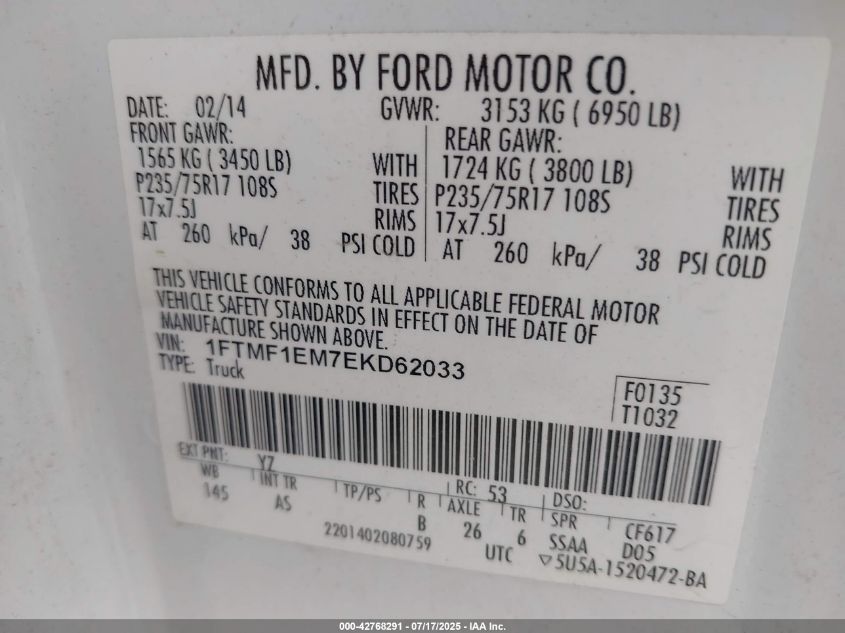 MFD. BY FORD MOTOR CO.
DATE: 02/14 GVWR: 3153 KG ( 6950 LB)
FRONT GAWR: REAR GAWR:
1565 KG ( 3450 LB) WITH 1724 KG ( 3800 LB) WITH
P235/75R17 108S TIRES P235/75R17 108S TIRES
17x7.5J RIMS 17x7.5J RIMS
AT 260 kPa/ 38 PSI COLD AT 260 kPa/ 38 PSI COLD
THIS VEHICLE CONFORMS TO ALL APPLICABLE FEDERAL MOTOR
VEHICLE SAFETY STANDARDS IN EFFECT ON THE DATE OF
MANUFACTURE SHOWN ABOVE.
VIN: 1FTMF1EM7EKD62033
TYPE: Truck
F0135
T1032
EXT PNT: YZ RC: 53 DSO:
WB INT TR TP/PS R AXLE TR SPR CF617
145 AS B 26 6 SSAA D05
2201402080759 UTC ▽5U5A-1520472-BA
000-42768291 - 07/17/2025 - IAA Inc.